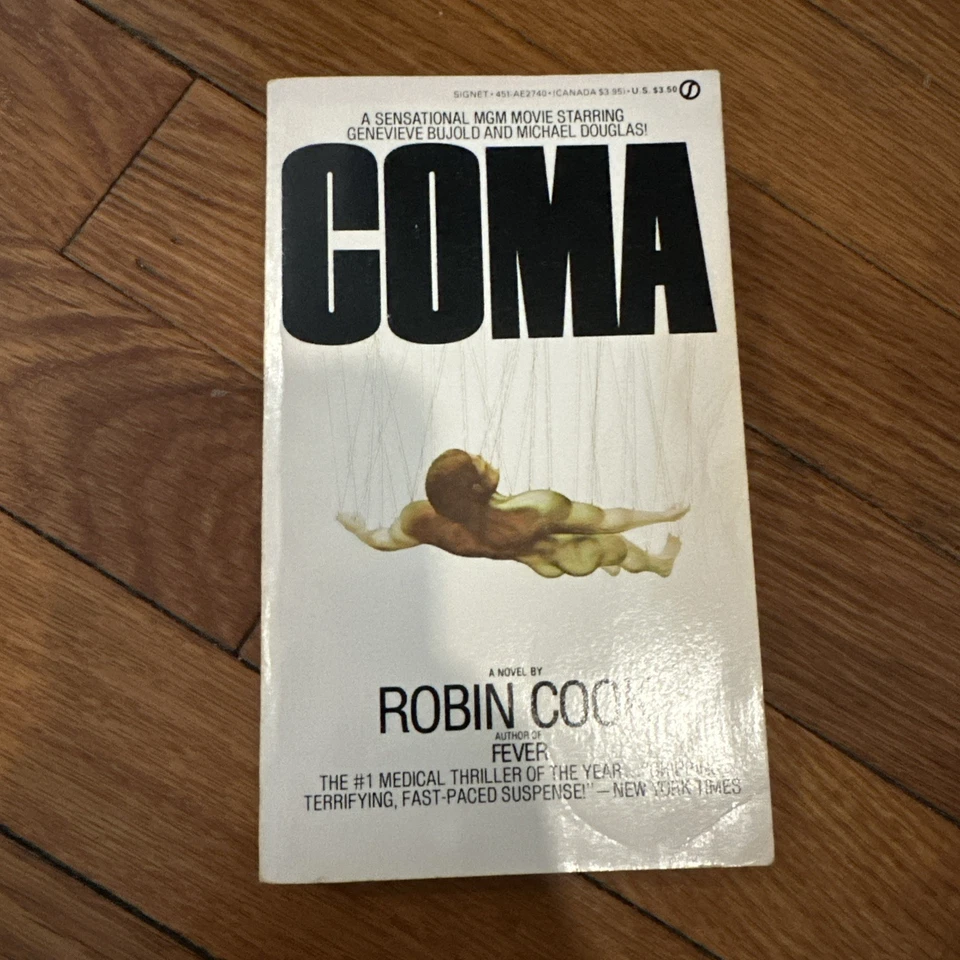 SIGNET • 451-AE2740 • (CANADA $3.95) • U.S. $3.50
A SENSATIONAL MGM MOVIE STARRING
GENEVIEVE BUJOLD AND MICHAEL DOUGLAS!
COMA
A NOVEL BY
ROBIN COOK
AUTHOR OF
FEVER
THE #1 MEDICAL THRILLER OF THE YEAR... "GRIPPING,
TERRIFYING, FAST-PACED SUSPENSE!" —NEW YORK TIMES